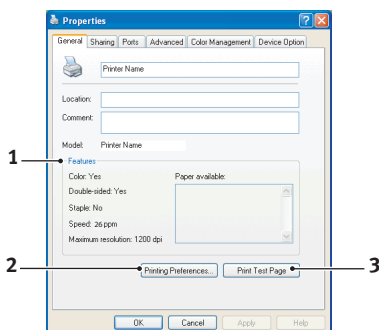 Properties
General Sharing Ports Advanced Color Management Device Option
Printer Name
Location:
Comment:
Model: Printer Name
1
Features
Color: Yes Paper available:
Double-sided: Yes
Staple: No
Speed: 26 ppm
Maximum resolution: 1200 dpi
2 Printing Preferences... Print Test Page 3
OK Cancel Apply Help